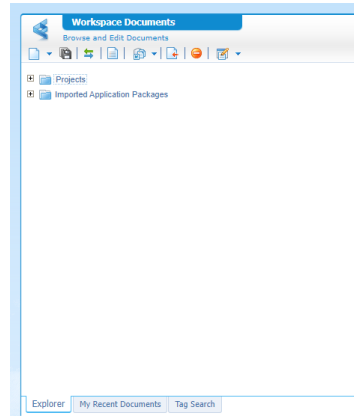 Workspace Documents
Browse and Edit Documents
Projects
Imported Application Packages
Explorer My Recent Documents Tag Search